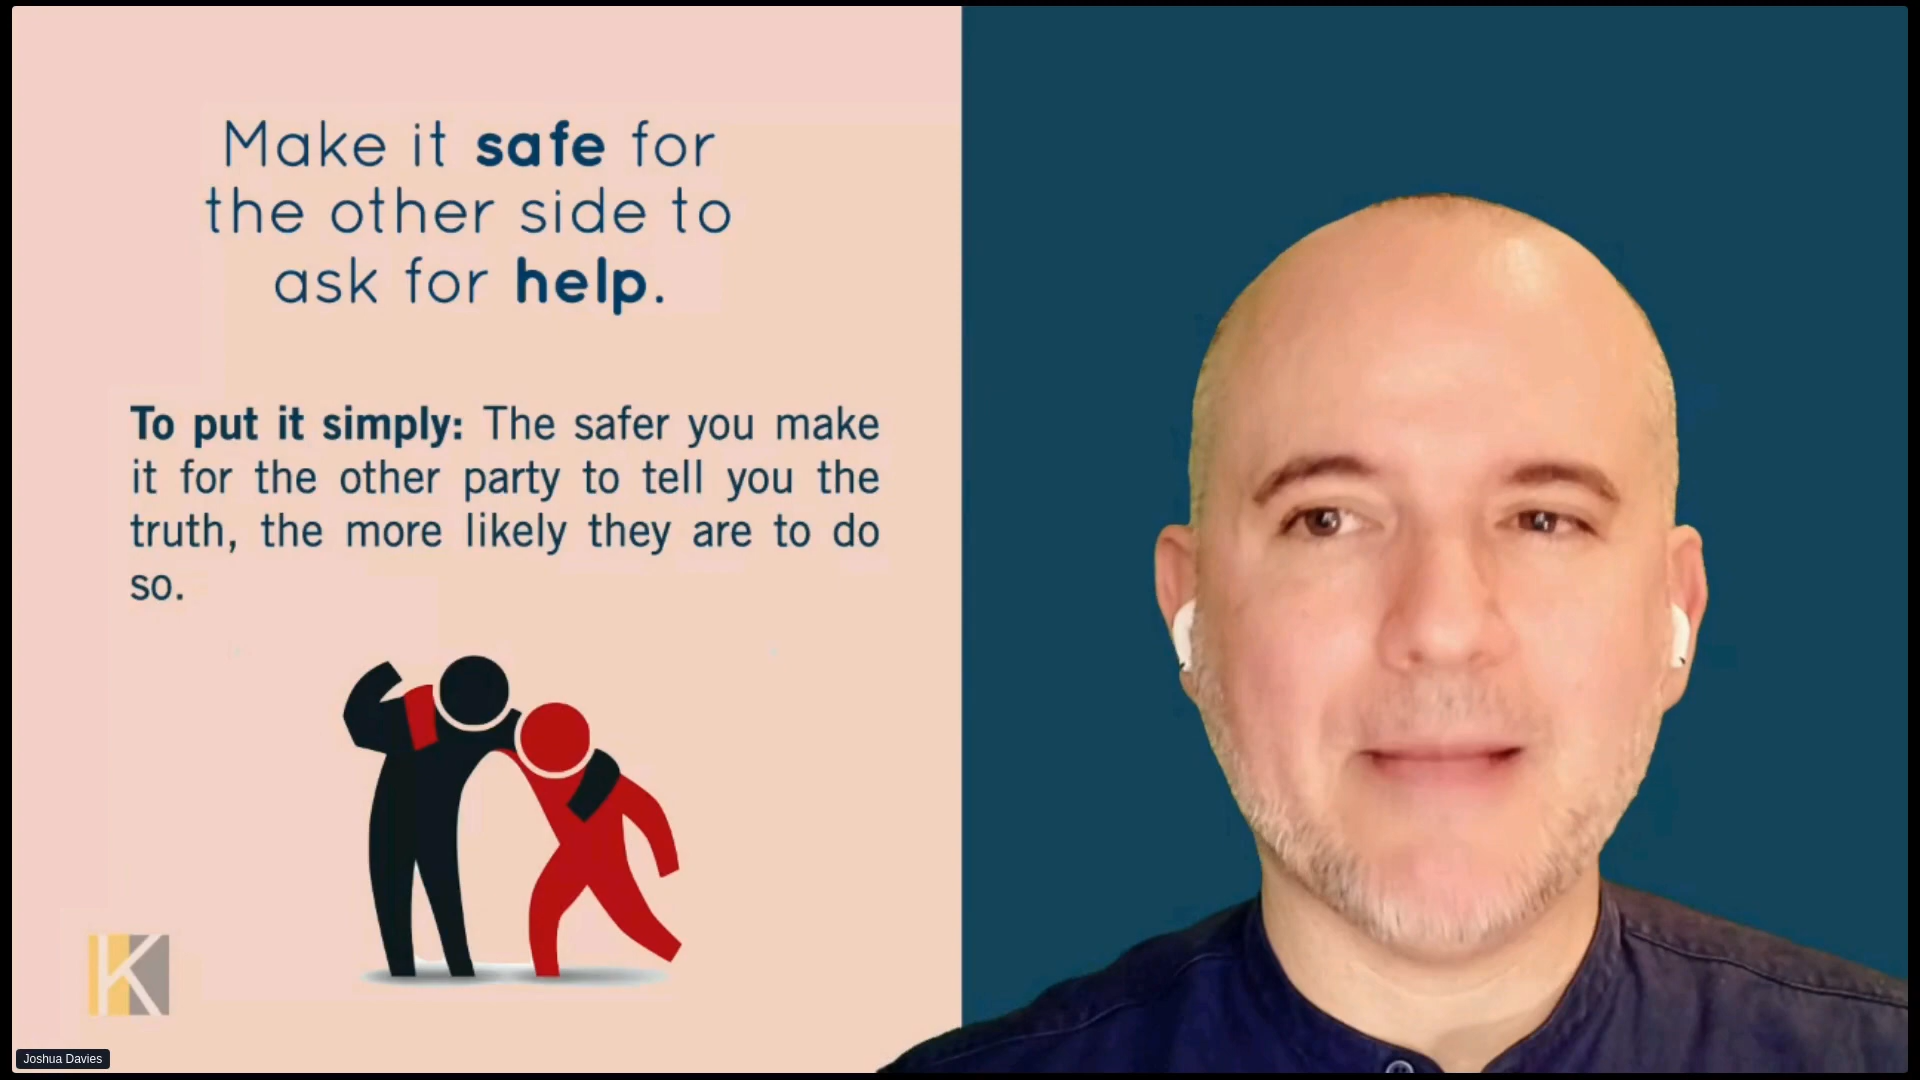 Make it safe for
the other side to
ask for help.
To put it simply: The safer you make
it for the other party to tell you the
truth, the more likely they are to do
so.
K
Joshua Davies